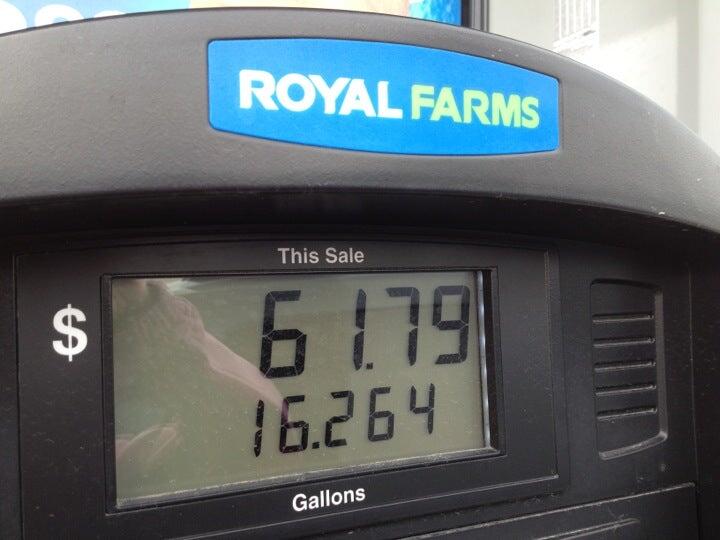 ROYAL FARMS
This Sale
$ 61.79
16.264
Gallons